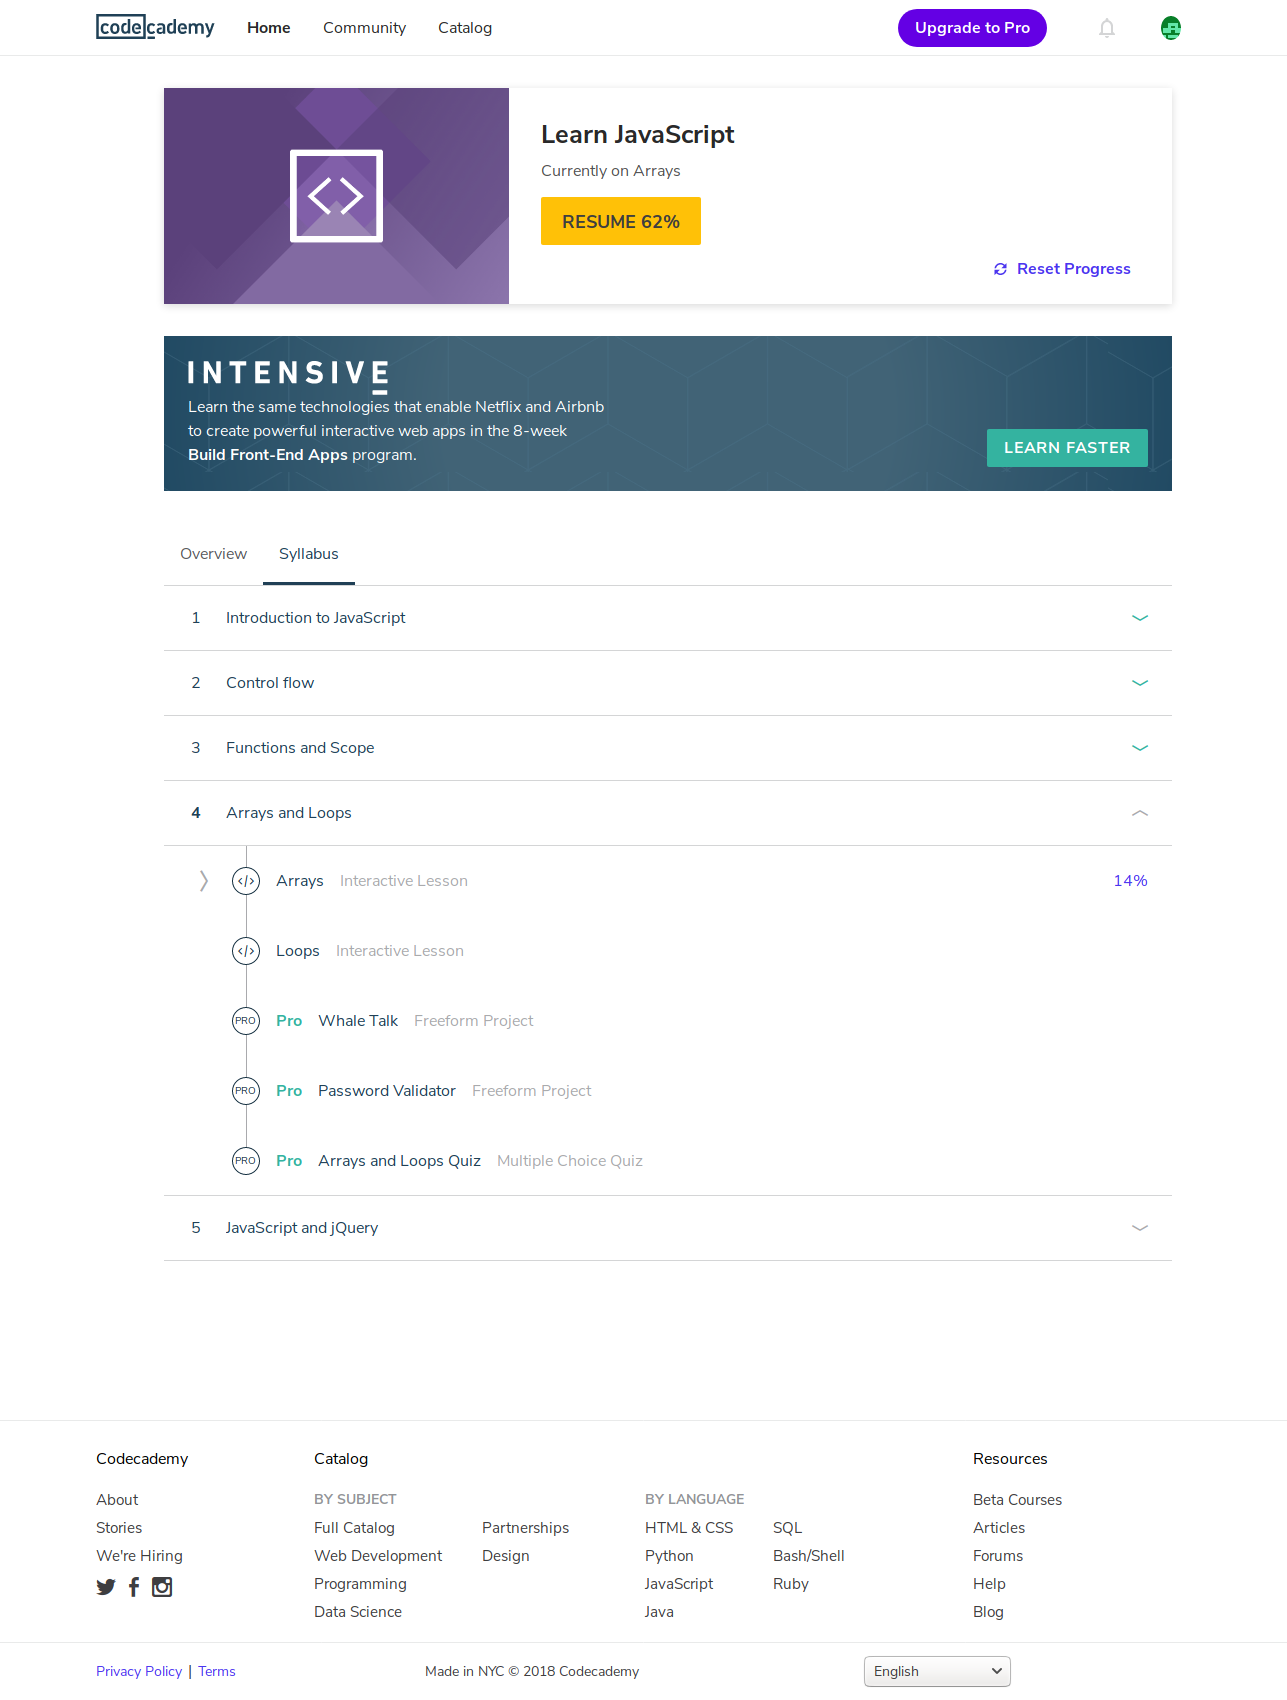 codecademy Home Community Catalog Upgrade to Pro
Learn JavaScript
Currently on Arrays
RESUME 62%
Reset Progress
INTENSIVE
Learn the same technologies that enable Netflix and Airbnb
to create powerful interactive web apps in the 8-week
Build Front-End Apps program.
LEARN FASTER
Overview Syllabus
1 Introduction to JavaScript
2 Control flow
3 Functions and Scope
4 Arrays and Loops
Arrays Interactive Lesson 14%
Loops Interactive Lesson
PRO Pro Whale Talk Freeform Project
PRO Pro Password Validator Freeform Project
PRO Pro Arrays and Loops Quiz Multiple Choice Quiz
5 JavaScript and jQuery
Codecademy
About
Stories
We're Hiring
Catalog
BY SUBJECT
Full Catalog
Web Development
Programming
Data Science
Partnerships
Design
BY LANGUAGE
HTML & CSS
Python
JavaScript
Java
SQL
Bash/Shell
Ruby
Resources
Beta Courses
Articles
Forums
Help
Blog
Privacy Policy | Terms
Made in NYC © 2018 Codecademy
English